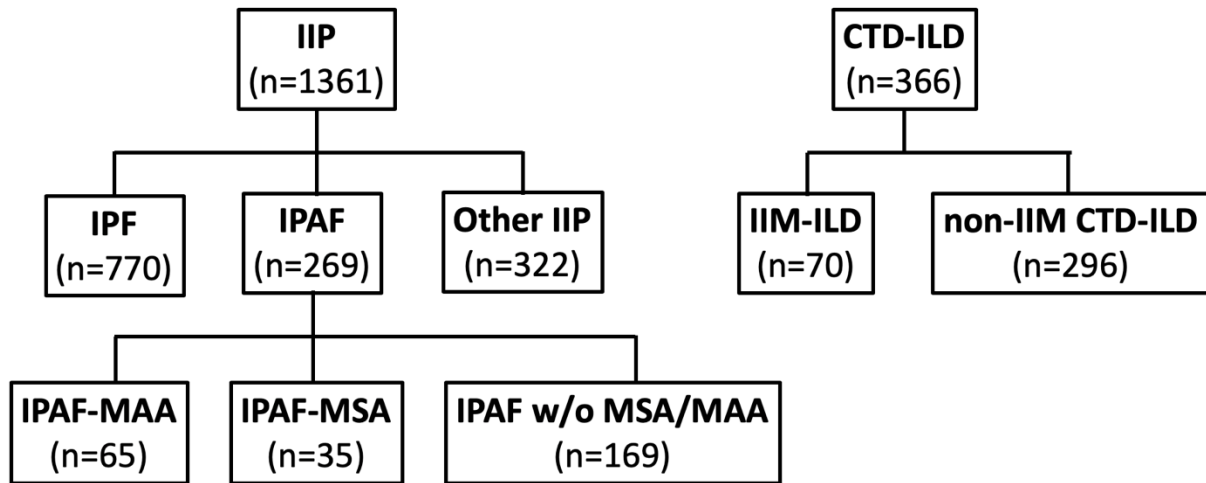 IIP
(n=1361)
CTD-ILD
(n=366)
IPF
(n=770)
IPAF
(n=269)
Other IIP
(n=322)
IIM-ILD
(n=70)
non-IIM CTD-ILD
(n=296)
IPAF-MAA
(n=65)
IPAF-MSA
(n=35)
IPAF w/o MSA/MAA
(n=169)